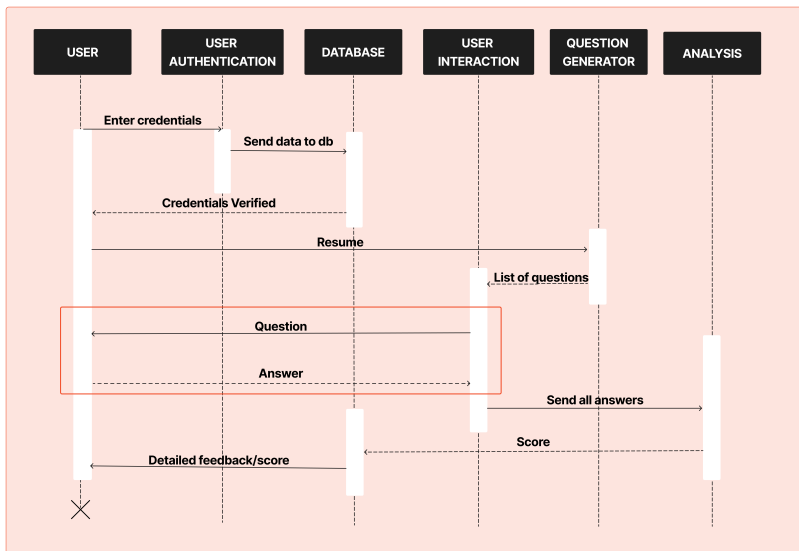 USER
USER
AUTHENTICATION
DATABASE
USER
INTERACTION
QUESTION
GENERATOR
ANALYSIS
Enter credentials
Send data to db
Credentials Verified
Resume
List of questions
Question
Answer
Send all answers
Score
Detailed feedback/score